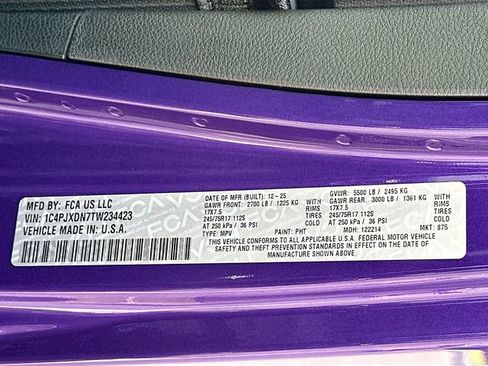 MFD BY: FCA US LLC
VIN: 1C4PJXDN7TW234423
VEHICLE MADE IN: U.S.A.
DATE OF MFR (BUILT): 12-25 GVWR: 5500 LB / 2495 KG
GAWR FRONT: 2700 LB / 1225 KG GAWR REAR: 3000 LB / 1361 KG
17X7.5 RIMS 17X7.5 RIMS
245/75R17 112S TIRES 245/75R17 112S TIRES
AT 250 kPa / 36 PSI COLD AT 250 kPa / 36 PSI COLD
TYPE: MPV PAINT: PHT MDH: 122214 MKT: 875
THIS VEHICLE CONFORMS TO ALL APPLICABLE U.S.A. FEDERAL MOTOR VEHICLE
SAFETY AND THEFT PREVENTION STANDARDS IN EFFECT ON THE DATE OF
MANUFACTURE SHOWN ABOVE.